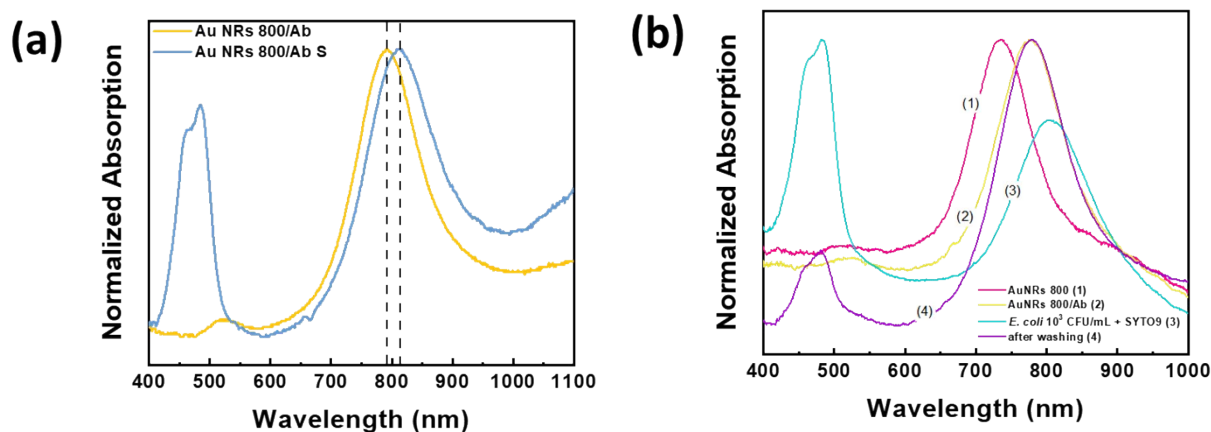 (a)
Au NRs 800/Ab
Au NRs 800/Ab S
Normalized Absorption
400 500 600 700 800 900 1000 1100
Wavelength (nm)
(b)
Normalized Absorption
(1)
(2)
(3)
(4)
AuNRs 800 (1)
AuNRs 800/Ab (2)
E. coli 10³ CFU/mL + SYTO9 (3)
after washing (4)
400 500 600 700 800 900 1000
Wavelength (nm)